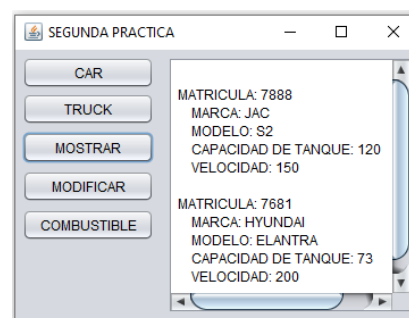 SEGUNDA PRACTICA
CAR
TRUCK
MOSTRAR
MODIFICAR
COMBUSTIBLE
MATRICULA: 7888
MARCA: JAC
MODELO: S2
CAPACIDAD DE TANQUE: 120
VELOCIDAD: 150
MATRICULA: 7681
MARCA: HYUNDAI
MODELO: ELANTRA
CAPACIDAD DE TANQUE: 73
VELOCIDAD: 200